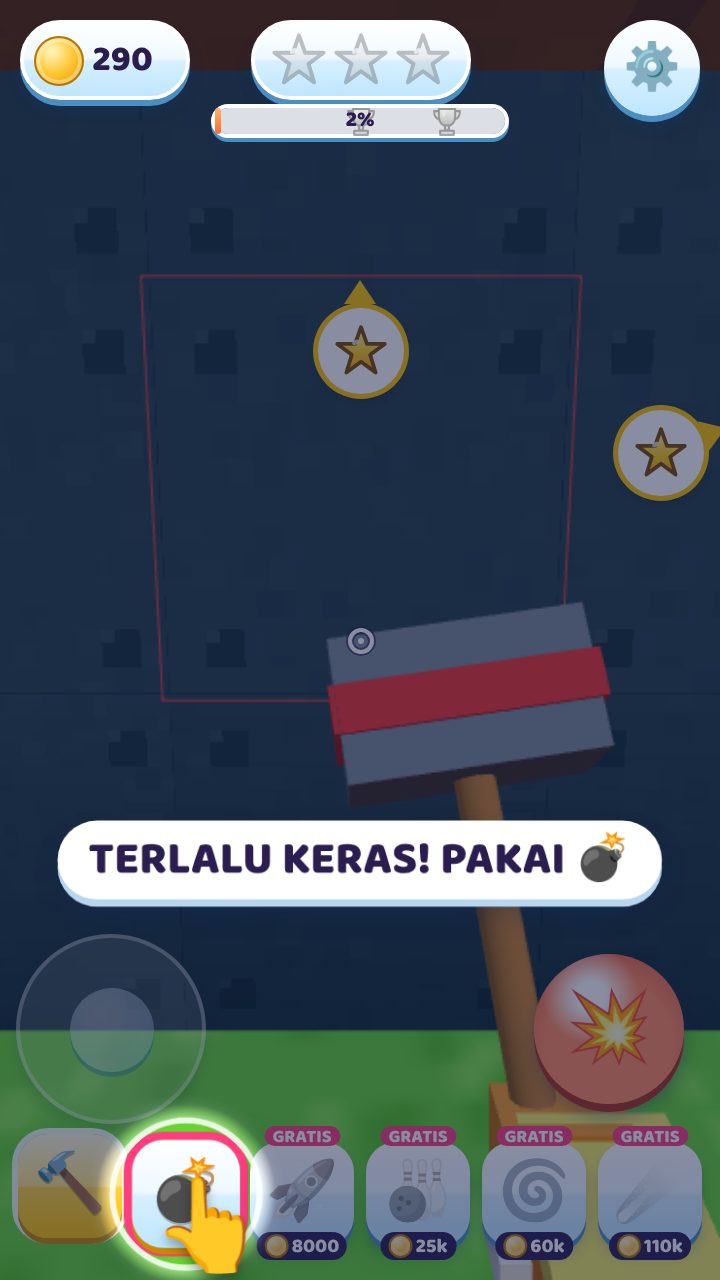 290
2%
TERLALU KERAS! PAKAI 💣
GRATIS GRATIS GRATIS GRATIS
8000 25k 60k 110k